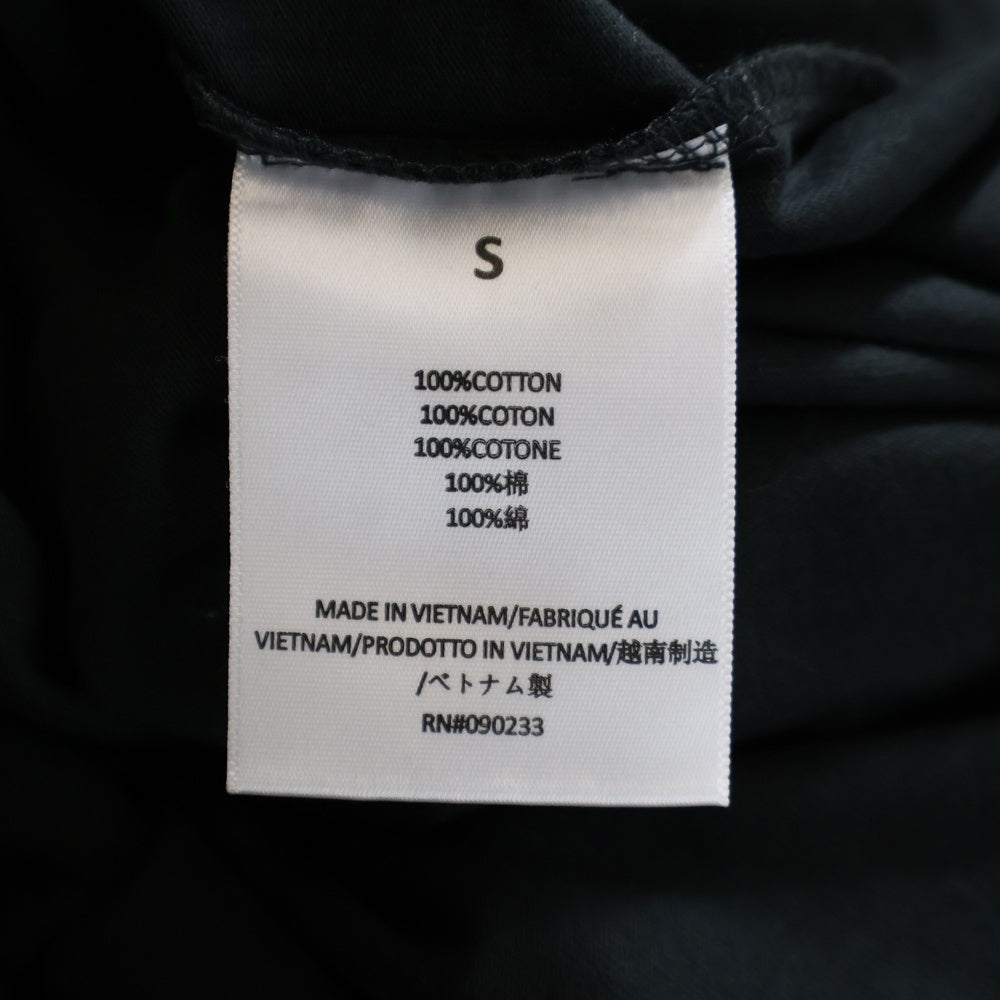 S
100%COTTON
100%COTON
100%COTONE
100%棉
100%綿
MADE IN VIETNAM/FABRIQUÉ AU
VIETNAM/PRODOTTO IN VIETNAM/越南制造
/ベトナム製
RN#090233